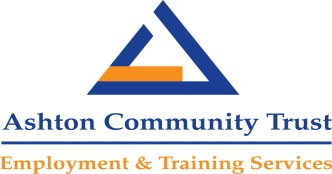 Ashton Community Trust
Employment & Training Services